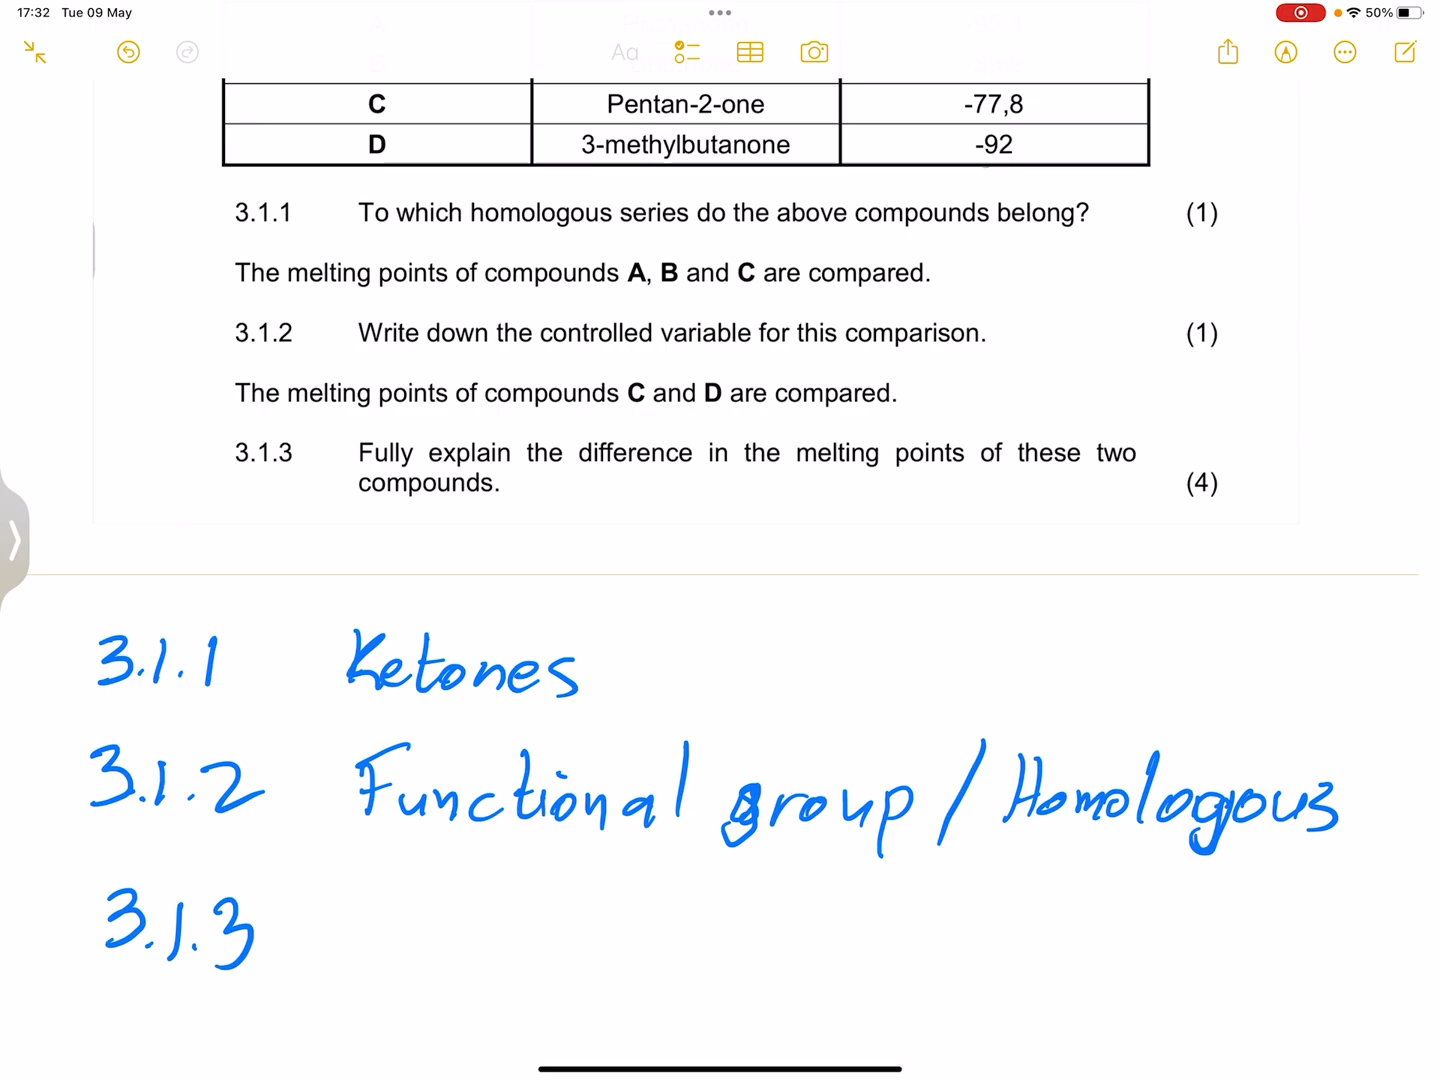 17:32 Tue 09 May
50%
Aa
C Pentan-2-one -77,8
D 3-methylbutanone -92
3.1.1 To which homologous series do the above compounds belong? (1)
The melting points of compounds A, B and C are compared.
3.1.2 Write down the controlled variable for this comparison. (1)
The melting points of compounds C and D are compared.
3.1.3 Fully explain the difference in the melting points of these two
compounds. (4)
3.1.1 Ketones
3.1.2 Functional group / Homologous
3.1.3